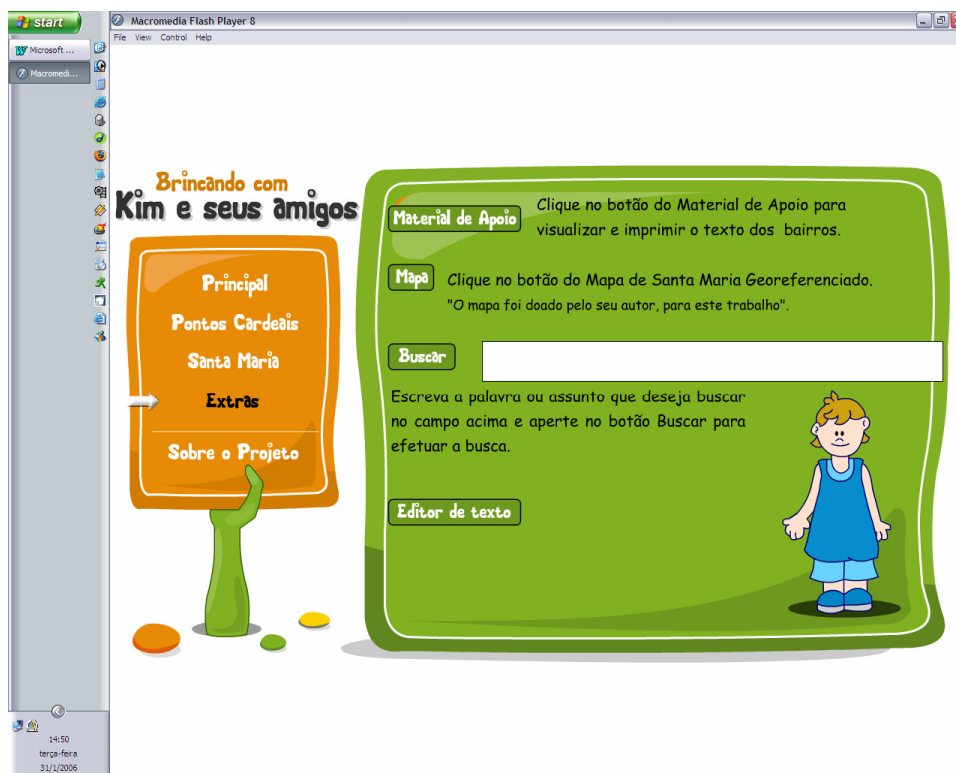 start
Macromedia Flash Player 8
File View Control Help
Microsoft ...
Macromedi...
Brincando com
Kim e seus amigos
Principal
Pontos Cardeais
Santa Maria
Extras
Sobre o Projeto
Material de Apoio
Clique no botão do Material de Apoio para
visualizar e imprimir o texto dos bairros.
Mapa
Clique no botão do Mapa de Santa Maria Georeferenciado.
"O mapa foi doado pelo seu autor, para este trabalho".
Buscar
Escreva a palavra ou assunto que deseja buscar
no campo acima e aperte no botão Buscar para
efetuar a busca.
Editor de texto
14:50
terça-feira
31/1/2006